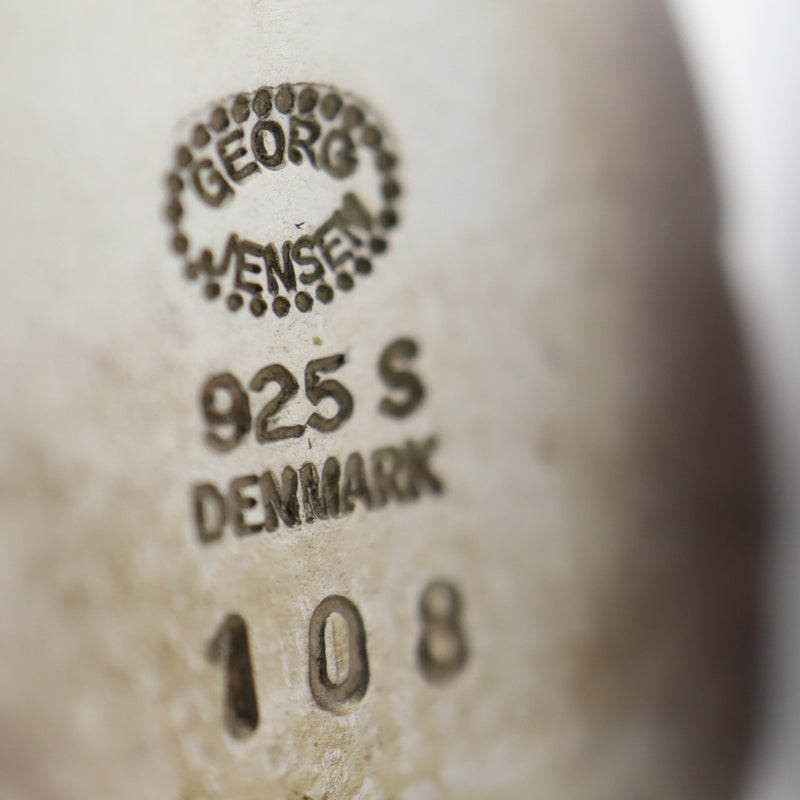 GEORG
JENSEN
925 S
DENMARK
108